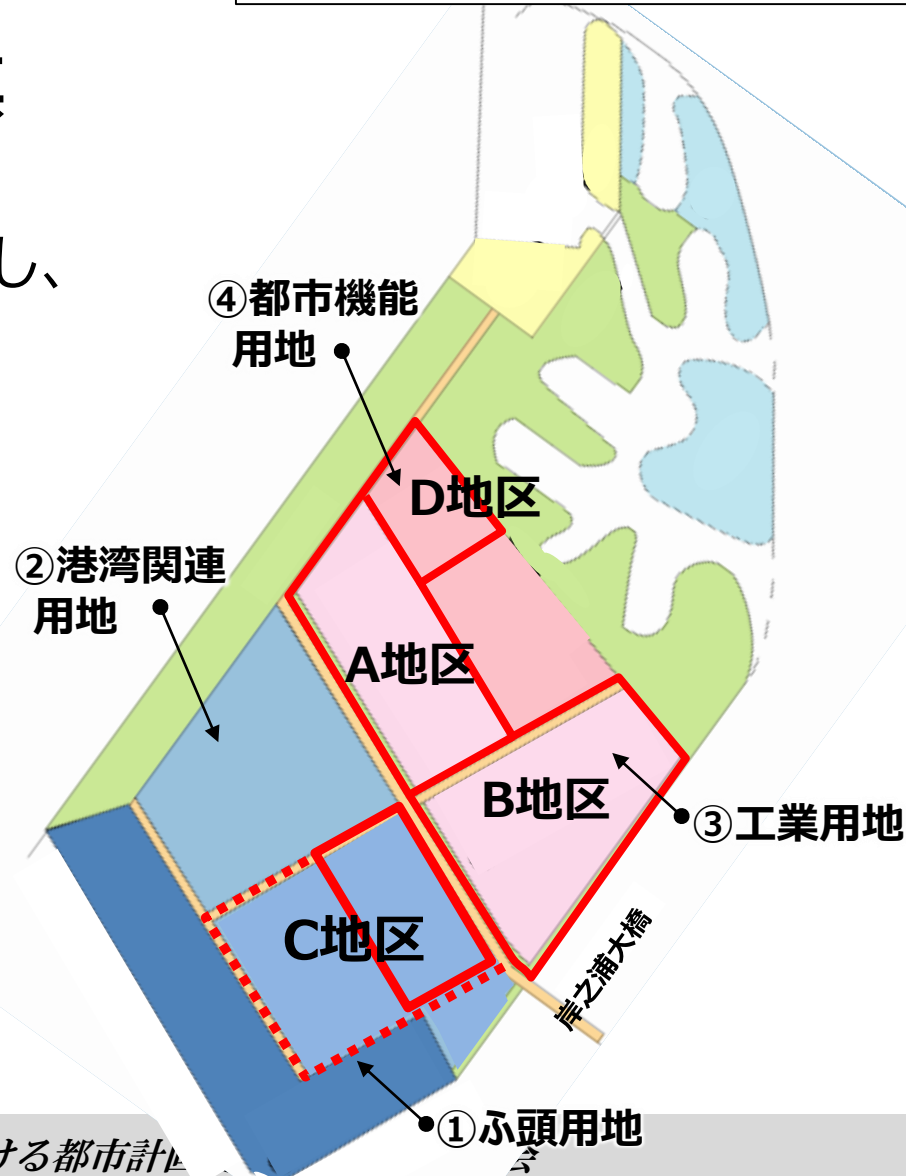 し、
④都市機能
用地
D地区
②港湾関連
用地
A地区
B地区
③工業用地
C地区
岸之浦大橋
①ふ頭用地
ける都市計